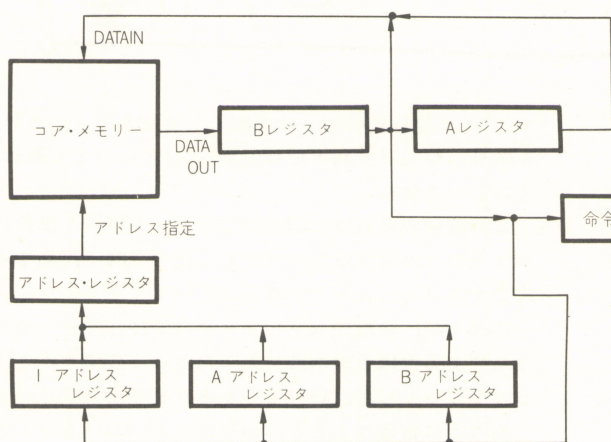 DATAIN
コア・メモリー
DATA
OUT
Bレジスタ
Aレジスタ
命令
アドレス指定
アドレス・レジスタ
I アドレス
レジスタ
A アドレス
レジスタ
B アドレス
レジスタ